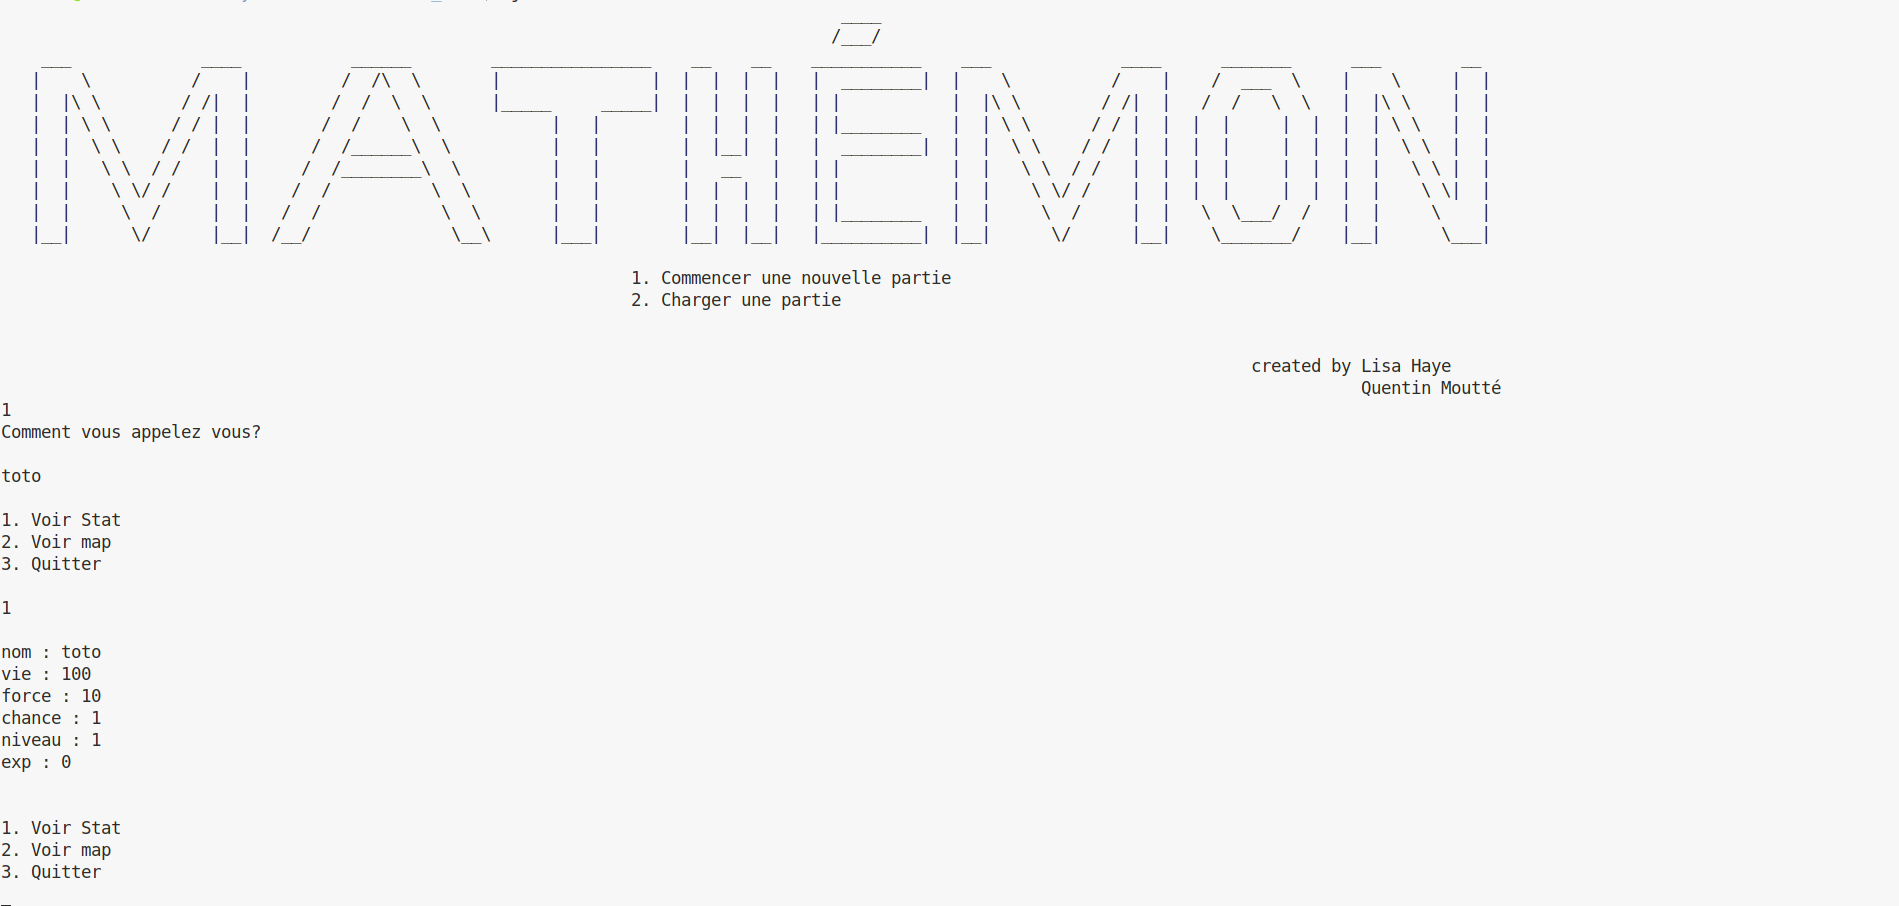 MATHÉMON
1. Commencer une nouvelle partie
2. Charger une partie
created by Lisa Haye
Quentin Moutté
1
Comment vous appelez vous?
toto
1. Voir Stat
2. Voir map
3. Quitter
1
nom : toto
vie : 100
force : 10
chance : 1
niveau : 1
exp : 0
1. Voir Stat
2. Voir map
3. Quitter